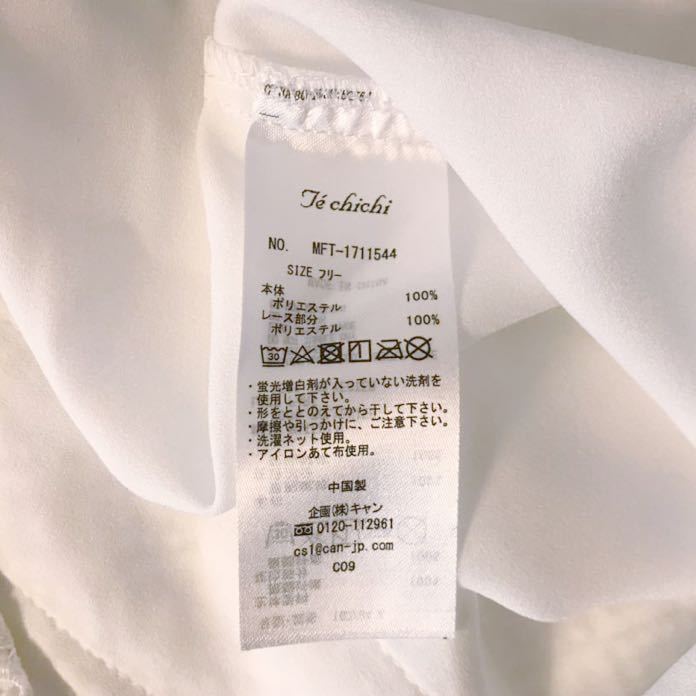 Té chichi
NO. MFT-1711544
SIZE フリー
本体
ポリエステル 100%
レース部分
ポリエステル 100%
30
・蛍光増白剤が入っていない洗剤を
使用して下さい。
・形をととのえてから干して下さい。
・摩擦や引っかけに、ご注意下さい。
・洗濯ネット使用。
・アイロンあて布使用。
中国製
企画(株)キャン
0120-112961
cs1@can-jp.com
C09